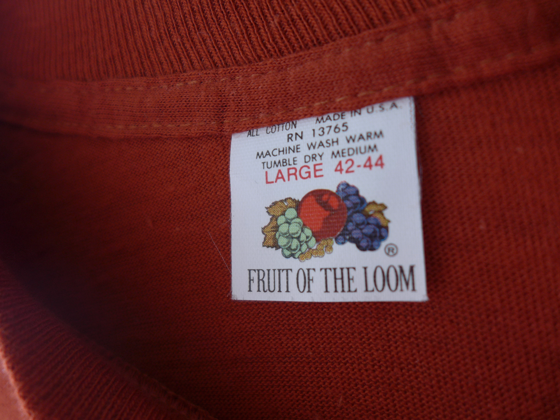 ALL COTTON MADE IN U.S.A.
RN 13765
MACHINE WASH WARM
TUMBLE DRY MEDIUM
LARGE 42-44
®
FRUIT OF THE LOOM